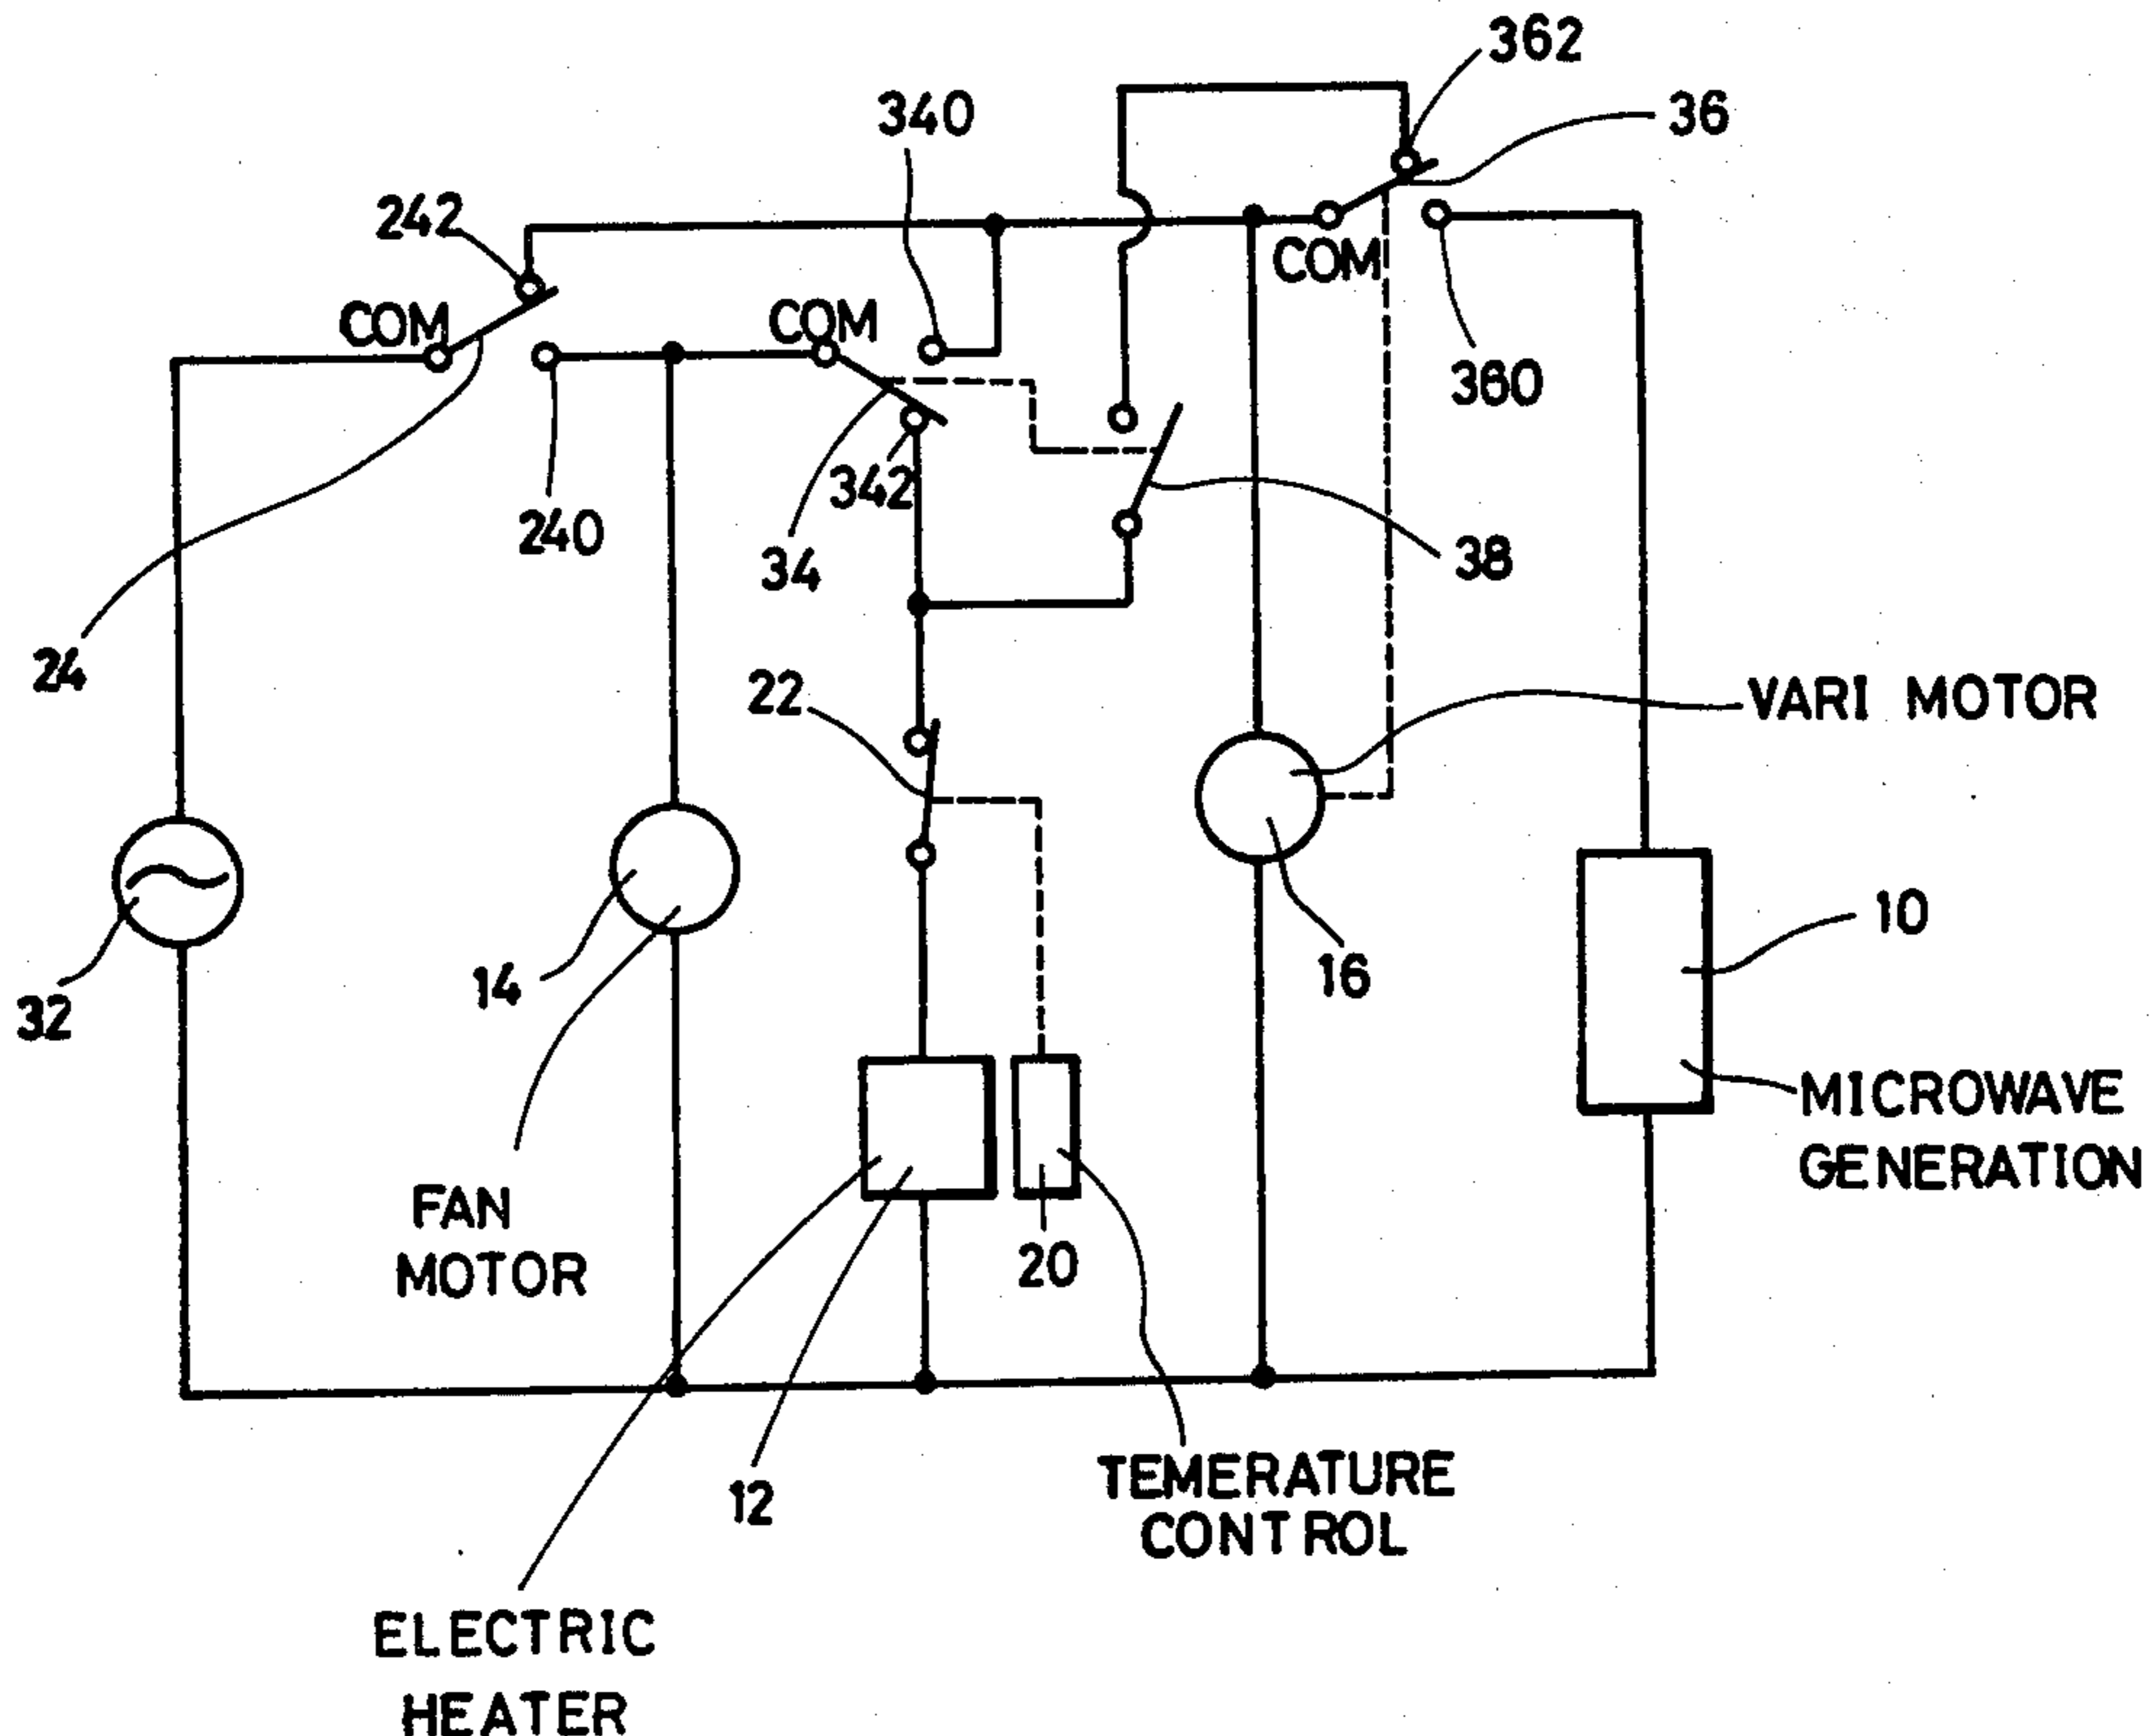 362
340
36
242
COM
COM
COM
360
342
240
34
38
24
22
VARI MOTOR
10
14
16
32
MICROWAVE
GENERATION
FAN
MOTOR
20
12
TEMERATURE
CONTROL
ELECTRIC
HEATER